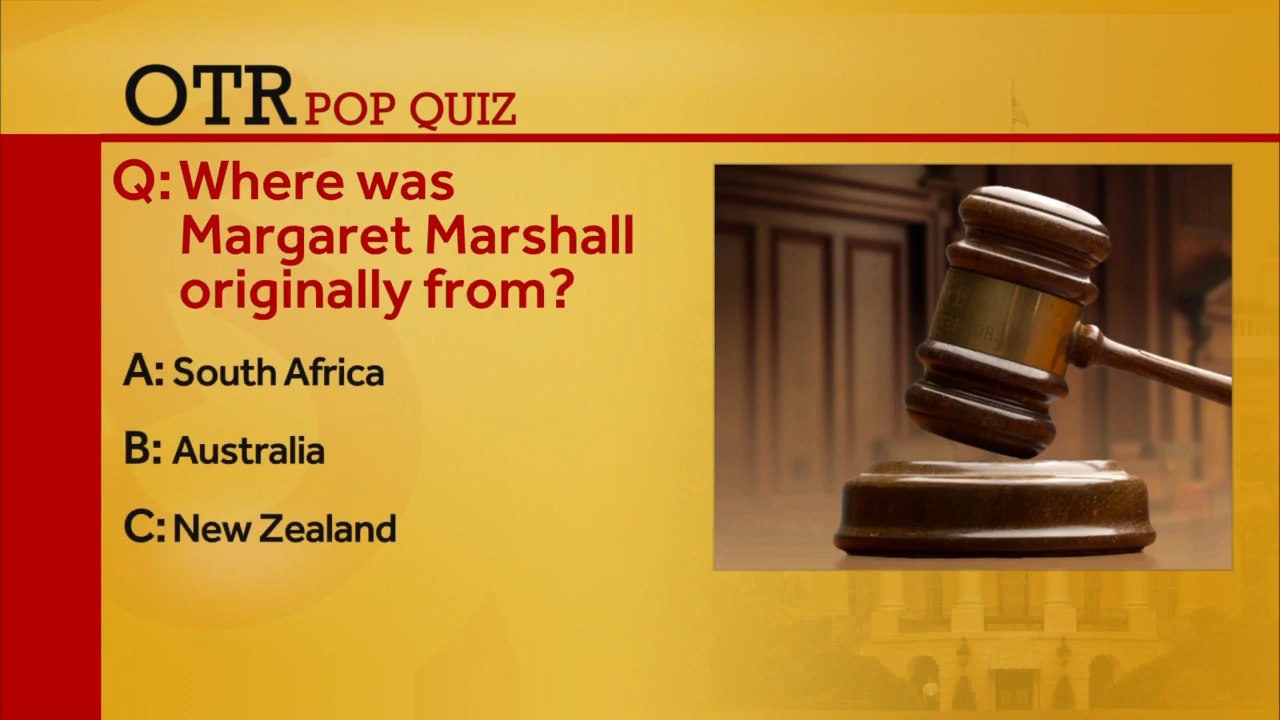 OTR POP QUIZ
Q: Where was
Margaret Marshall
originally from?
A: South Africa
B: Australia
C: New Zealand